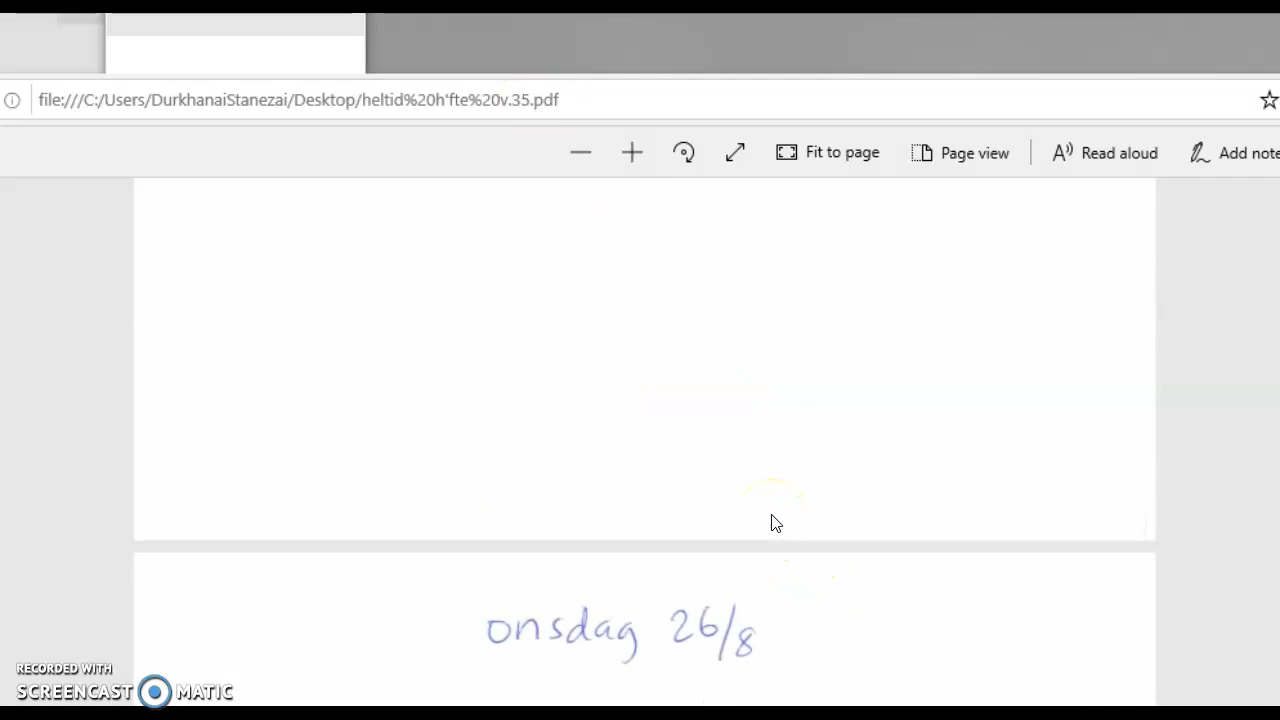 file:///C:/Users/DurkhanaiStanezai/Desktop/heltid%20h'fte%20v.35.pdf
Fit to page Page view Read aloud Add note
onsdag 26/8
RECORDED WITH
SCREENCAST MATIC